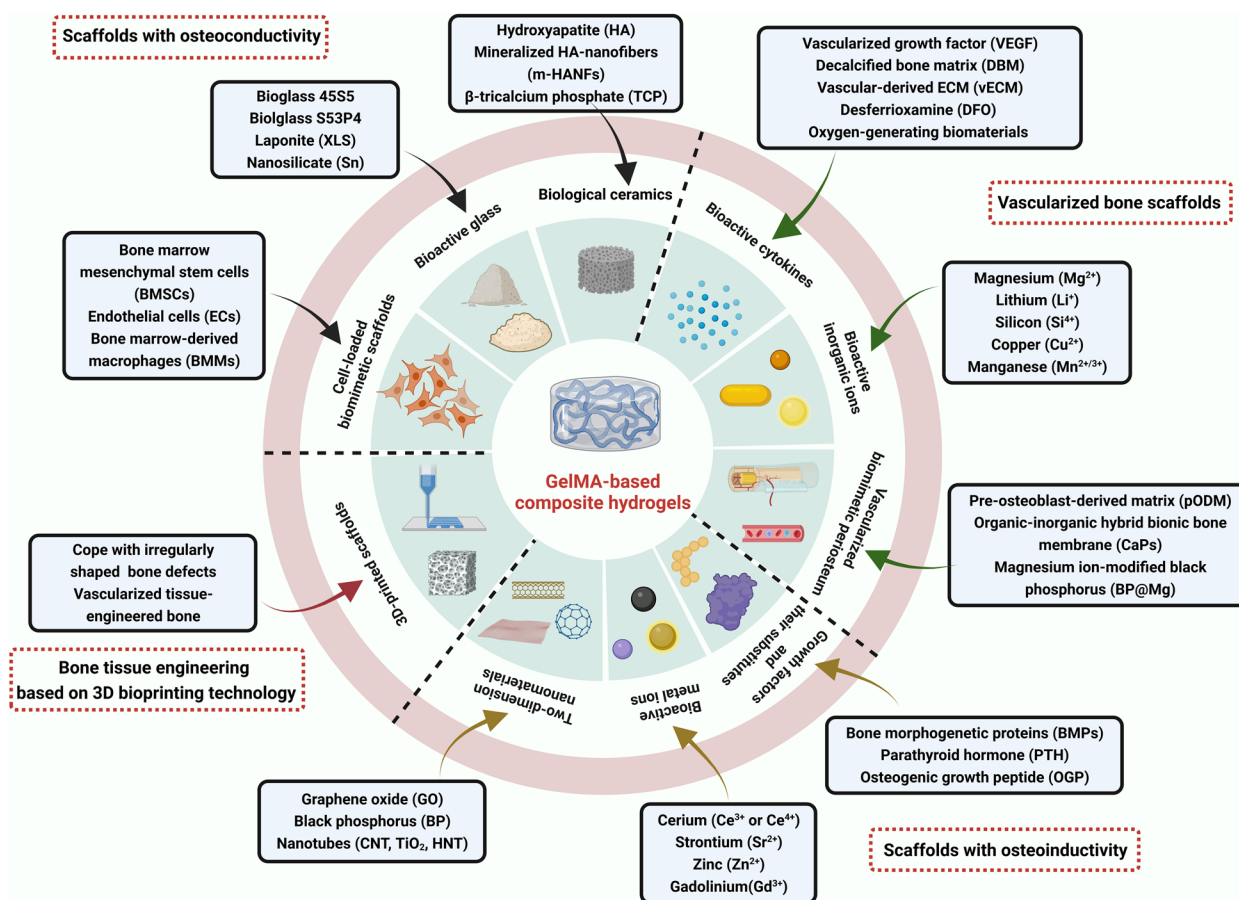 Scaffolds with osteoconductivity
Hydroxyapatite (HA)
Mineralized HA-nanofibers
(m-HANFs)
β-tricalcium phosphate (TCP)
Vascularized growth factor (VEGF)
Decalcified bone matrix (DBM)
Vascular-derived ECM (vECM)
Desferrioxamine (DFO)
Oxygen-generating biomaterials
Bioglass 45S5
Biolglass S53P4
Laponite (XLS)
Nanosilicate (Sn)
Biological ceramics
Bioactive glass
Bioactive cytokines
Vascularized bone scaffolds
Bone marrow
mesenchymal stem cells
(BMSCs)
Endothelial cells (ECs)
Bone marrow-derived
macrophages (BMMs)
Cell-loaded
biomimetic scaffolds
Bioactive
inorganic ions
Magnesium (Mg²⁺)
Lithium (Li⁺)
Silicon (Si⁴⁺)
Copper (Cu²⁺)
Manganese (Mn²⁺/³⁺)
GelMA-based
composite hydrogels
Vascularized
biomimetic periosteum
Pre-osteoblast-derived matrix (pODM)
Organic-inorganic hybrid bionic bone
membrane (CaPs)
Magnesium ion-modified black
phosphorus (BP@Mg)
3D-printed scaffolds
Cope with irregularly
shaped bone defects
Vascularized tissue-
engineered bone
Bone tissue engineering
based on 3D bioprinting technology
Two-dimension
nanomaterials
Bioactive
metal ions
Growth factors
and
their substitutes
Bone morphogenetic proteins (BMPs)
Parathyroid hormone (PTH)
Osteogenic growth peptide (OGP)
Graphene oxide (GO)
Black phosphorus (BP)
Nanotubes (CNT, TiO₂, HNT)
Cerium (Ce³⁺ or Ce⁴⁺)
Strontium (Sr²⁺)
Zinc (Zn²⁺)
Gadolinium(Gd³⁺)
Scaffolds with osteoinductivity